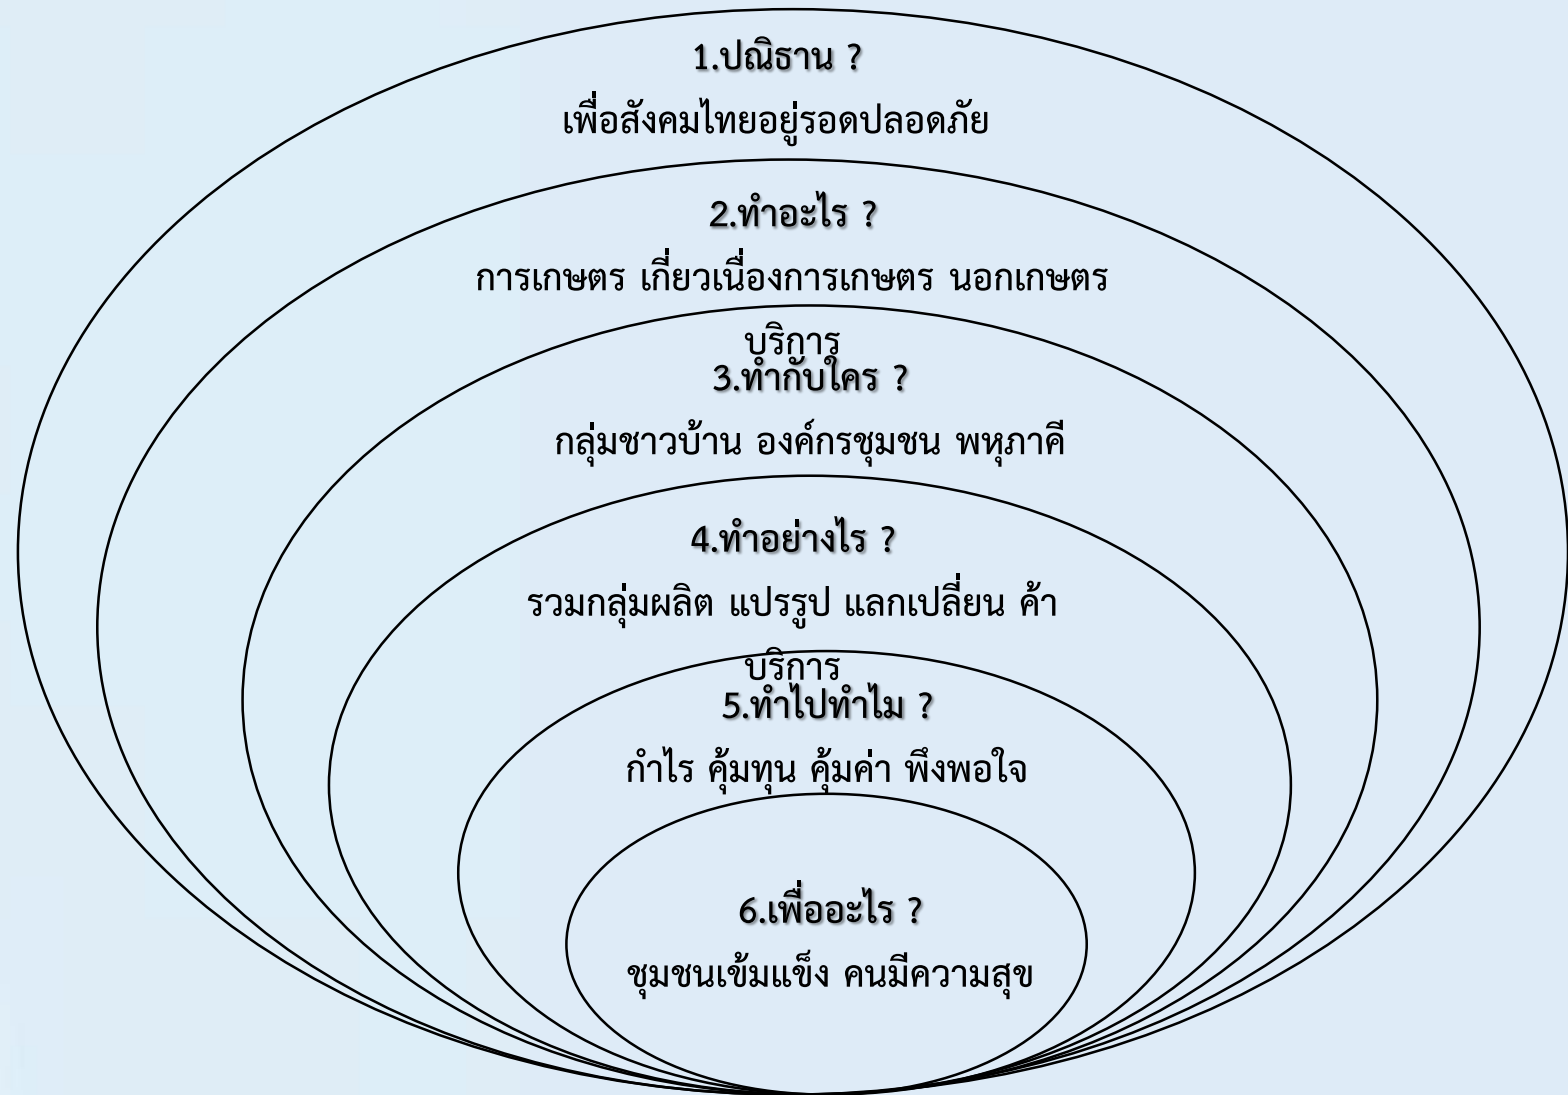 1.ปณิธาน ?
เพื่อสังคมไทยอยู่รอดปลอดภัย
2.ทำอะไร ?
การเกษตร เกี่ยวเนื่องการเกษตร นอกเกษตร
บริการ
3.ทำกับใคร ?
กลุ่มชาวบ้าน องค์กรชุมชน พหุภาคี
4.ทำอย่างไร ?
รวมกลุ่มผลิต แปรรูป แลกเปลี่ยน ค้า
บริการ
5.ทำไปทำไม ?
กำไร คุ้มทุน คุ้มค่า พึงพอใจ
6.เพื่ออะไร ?
ชุมชนเข้มแข็ง คนมีความสุข